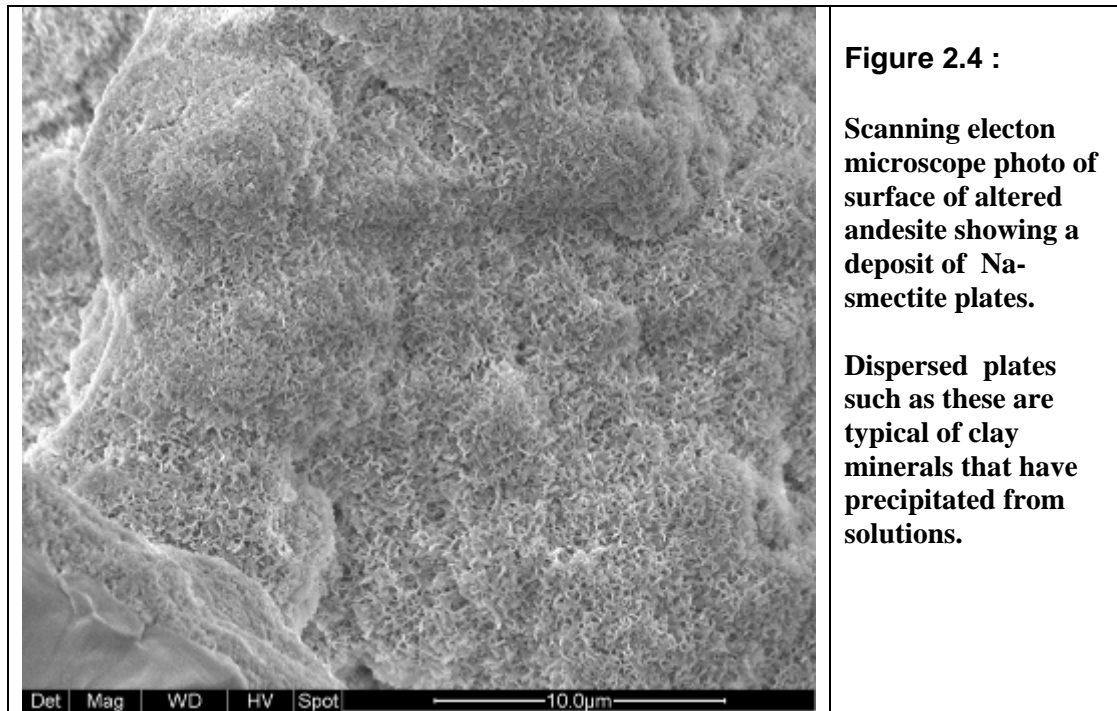 Figure 2.4 :
Scanning electon
microscope photo of
surface of altered
andesite showing a
deposit of Na-
smectite plates.
Dispersed plates
such as these are
typical of clay
minerals that have
precipitated from
solutions.
Det Mag WD HV Spot 10.0µm